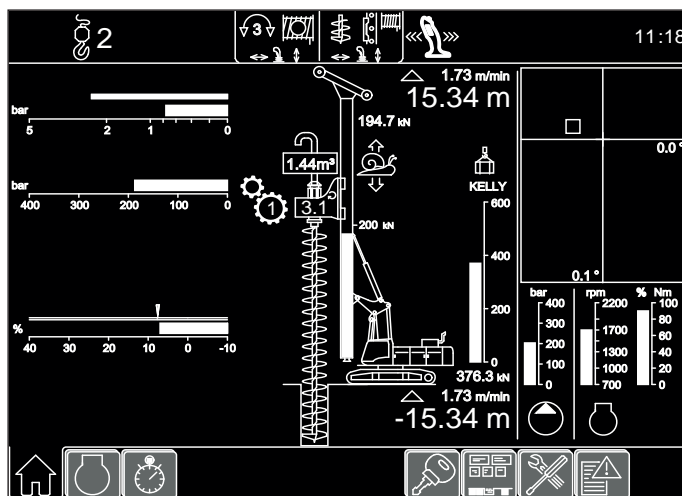 2
3
11:18
1.73 m/min
15.34 m
bar
5 2 1 0
194.7 kN
1.44m³
0.0°
KELLY
bar
400 300 200 100 0
1
3.1
600
200 kN
400
200
0
0.1°
% 
40 30 20 10 0 -10
bar
400
300
200
100
0
rpm
2200
1700
1300
1000
700
% Nm
100
80
60
40
20
0
376.3 kN
1.73 m/min
-15.34 m